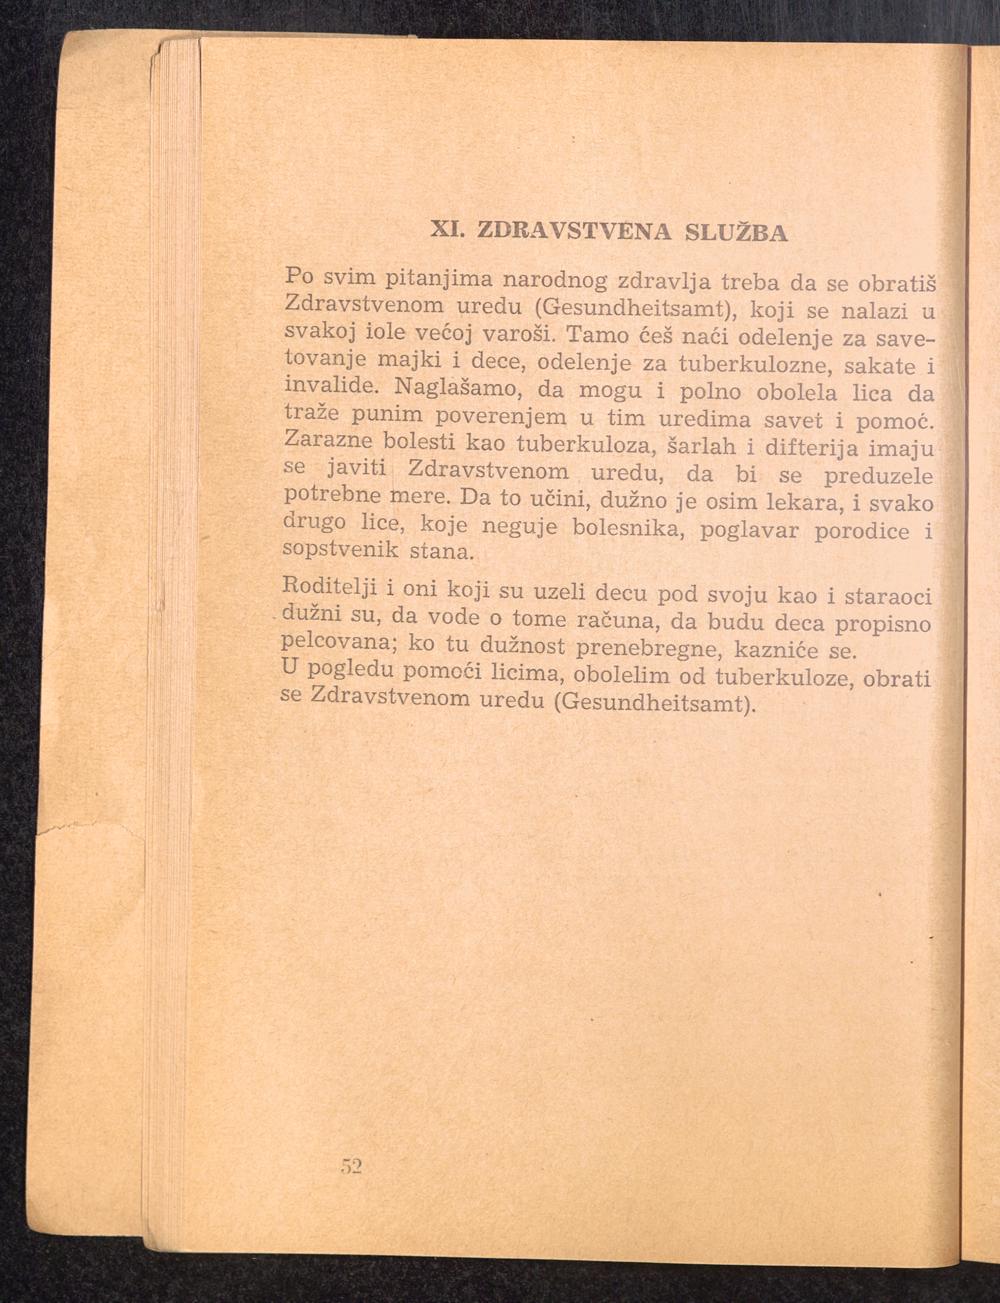 XI. ZDRAVSTVENA SLUŽBA
Po svim pitanjima narodnog zdravlja treba da se obratiš
Zdravstvenom uredu (Gesundheitsamt), koji se nalazi u
svakoj iole većoj varoši. Tamo ćeš naći odelenje za save-
tovanje majki i dece, odelenje za tuberkulozne, sakate i
invalide. Naglašamo, da mogu i polno obolela lica da
traže punim poverenjem u tim uredima savet i pomoć.
Zarazne bolesti kao tuberkuloza, šarlah i difterija imaju
se javiti Zdravstvenom uredu, da bi se preduzele
potrebne mere. Da to učini, dužno je osim lekara, i svako
drugo lice, koje neguje bolesnika, poglavar porodice i
sopstvenik stana.
Roditelji i oni koji su uzeli decu pod svoju kao i staraoci
dužni su, da vode o tome računa, da budu deca propisno
pelcovana; ko tu dužnost prenebregne, kazniće se.
U pogledu pomoći licima, obolelim od tuberkuloze, obrati
se Zdravstvenom uredu (Gesundheitsamt).
52